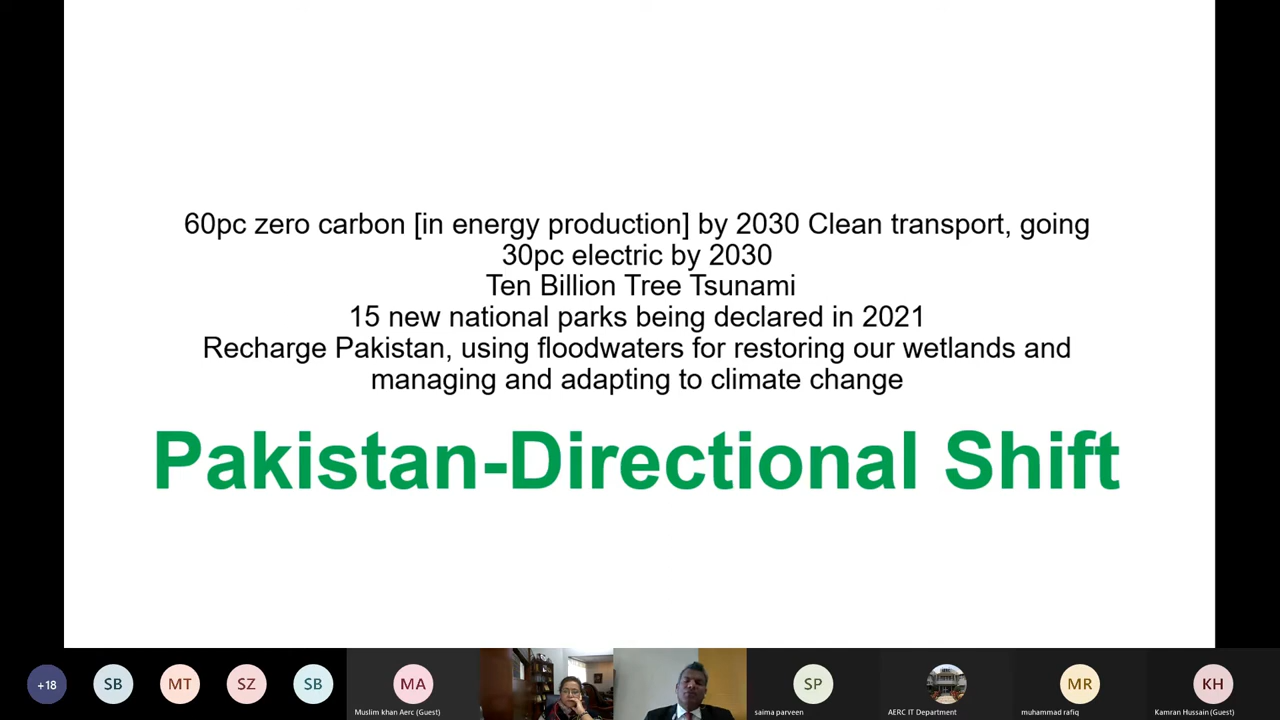 60pc zero carbon [in energy production] by 2030 Clean transport, going
30pc electric by 2030
Ten Billion Tree Tsunami
15 new national parks being declared in 2021
Recharge Pakistan, using floodwaters for restoring our wetlands and
managing and adapting to climate change
Pakistan-Directional Shift
+18
SB
MT
SZ
SB
MA
SP
MR
KH
Muslim khan Aerc (Guest)
saima parveen
AERC IT Department
muhammad rafiq
Kamran Hussain (Guest)